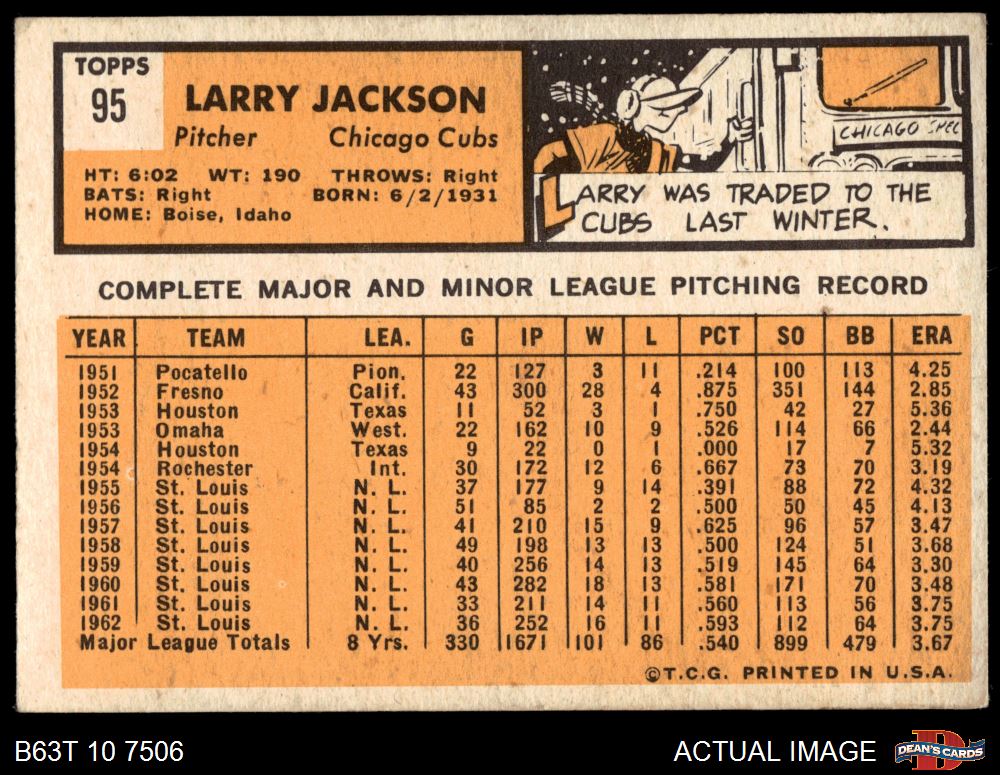 TOPPS
95
LARRY JACKSON
Pitcher Chicago Cubs
HT: 6:02 WT: 190 THROWS: Right
BATS: Right BORN: 6/2/1931
HOME: Boise, Idaho
CHICAGO
LARRY WAS TRADED TO THE
CUBS LAST WINTER.
COMPLETE MAJOR AND MINOR LEAGUE PITCHING RECORD
YEAR TEAM LEA. G IP W L PCT SO BB ERA
1951 Pocatello Pion. 22 127 3 11 .214 100 113 4.25
1952 Fresno Calif. 43 300 28 4 .875 351 144 2.85
1953 Houston Texas 11 52 3 1 .750 42 27 5.36
1953 Omaha West. 22 162 10 9 .526 114 66 2.44
1954 Houston Texas 9 22 0 1 .000 17 7 5.32
1954 Rochester Int. 30 172 12 6 .667 73 70 3.19
1955 St. Louis N. L. 37 177 9 14 .391 88 72 4.32
1956 St. Louis N. L. 51 85 2 2 .500 50 45 4.13
1957 St. Louis N. L. 41 210 15 9 .625 96 57 3.47
1958 St. Louis N. L. 49 198 13 13 .500 124 51 3.68
1959 St. Louis N. L. 40 256 14 13 .519 145 64 3.30
1960 St. Louis N. L. 43 282 18 13 .581 171 70 3.48
1961 St. Louis N. L. 33 211 14 11 .560 113 56 3.75
1962 St. Louis N. L. 36 252 16 11 .593 112 64 3.75
Major League Totals 8 Yrs. 330 1671 101 86 .540 899 479 3.67
©T.C.G. PRINTED IN U.S.A.
B63T 10 7506 ACTUAL IMAGE D DEAN'S CARDS